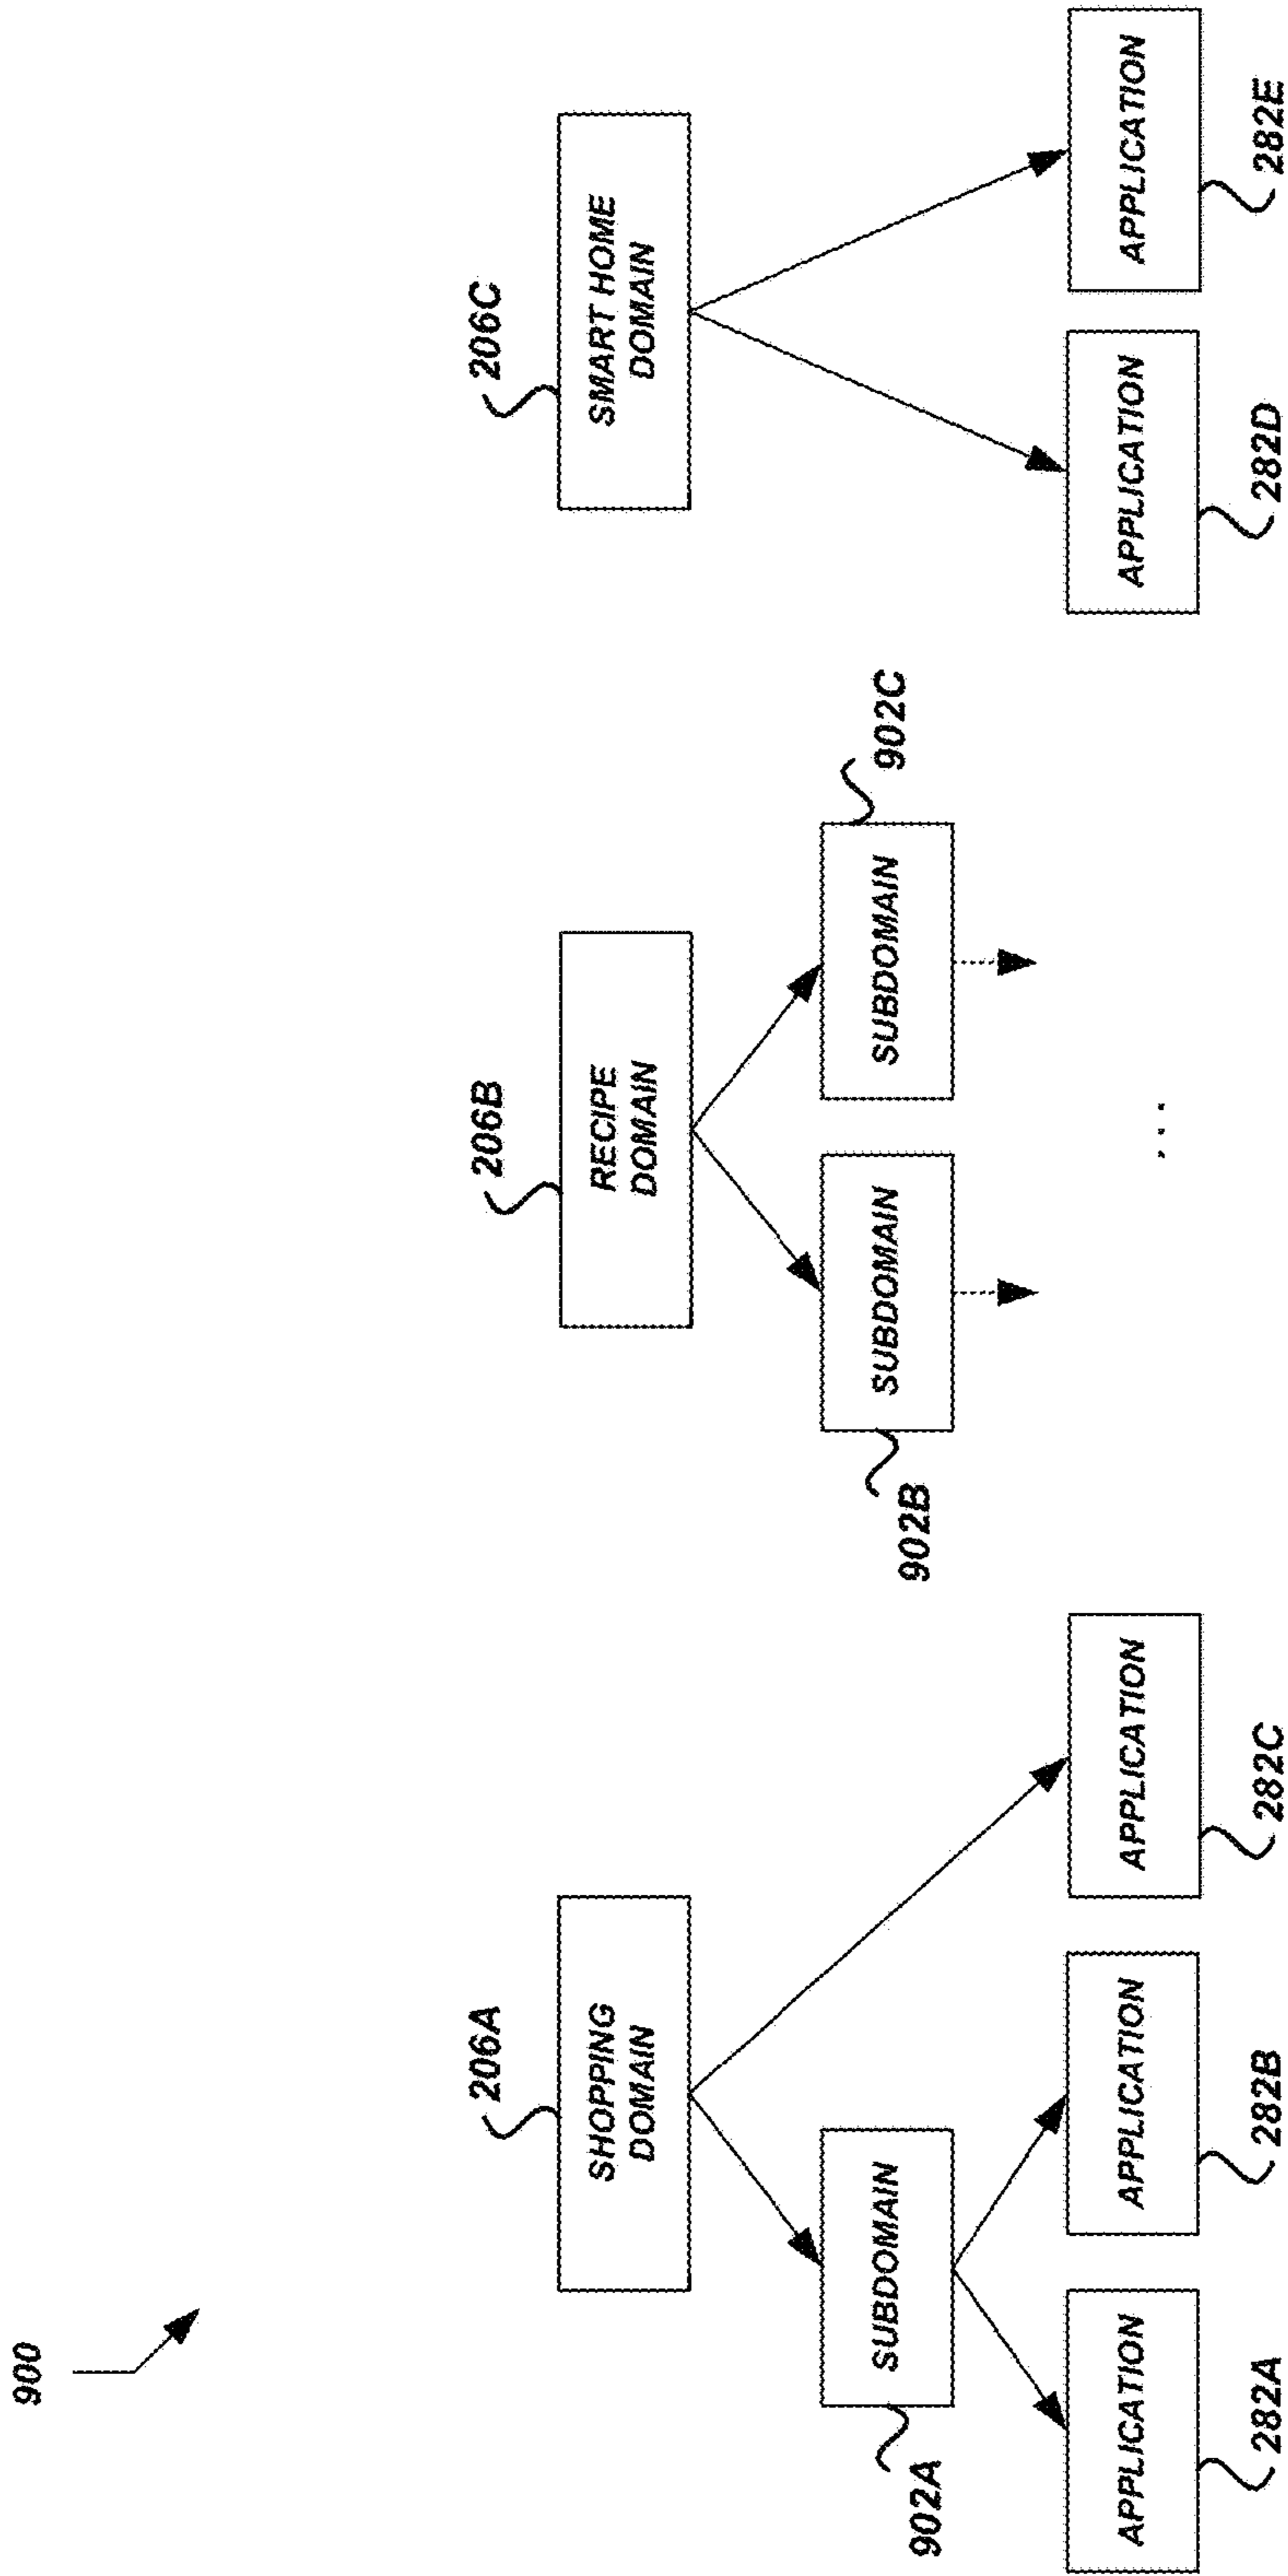 900
206A
SHOPPING
DOMAIN
206B
RECIPE
DOMAIN
206C
SMART HOME
DOMAIN
902A
SUBDOMAIN
902B
SUBDOMAIN
SUBDOMAIN
902C
APPLICATION
APPLICATION
APPLICATION
...
APPLICATION
APPLICATION
282A
282B
282C
282D
282E